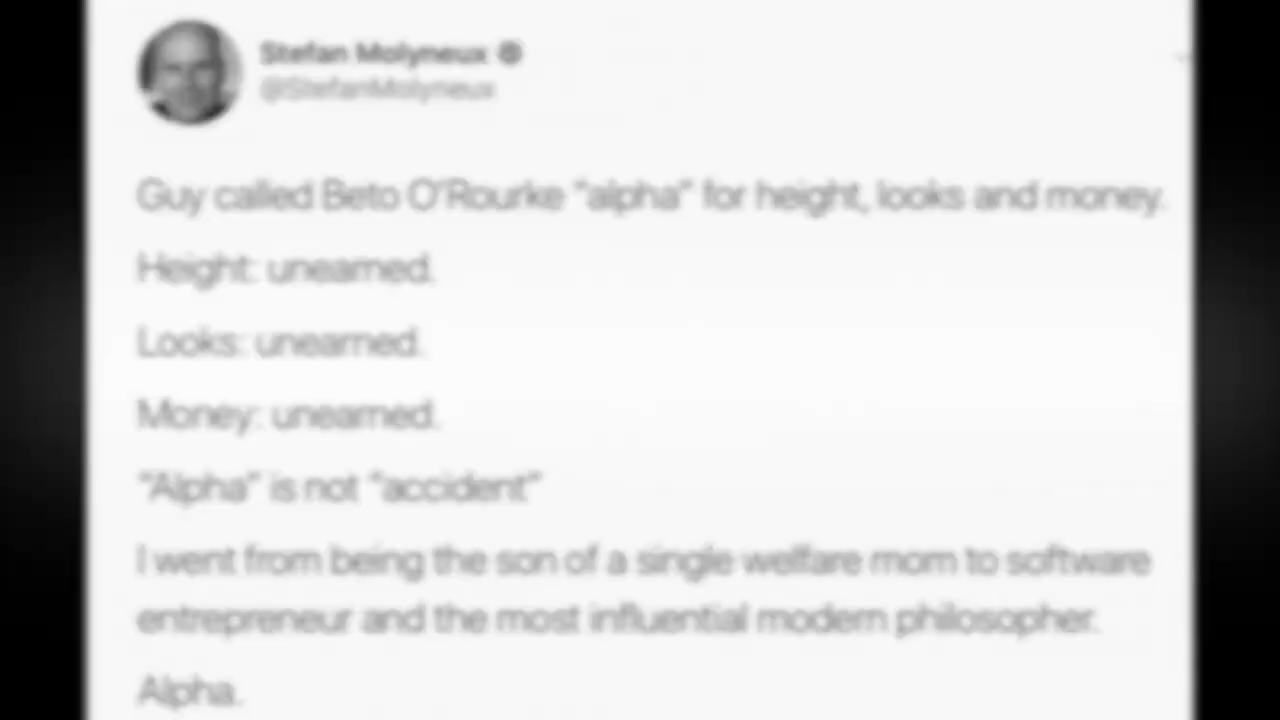 Stefan Molyneux
@StefanMolyneux
Guy called Beto O'Rourke "alpha" for height, looks and money.
Height: unearned.
Looks: unearned.
Money: unearned.
"Alpha" is not "accident"
I went from being the son of a single welfare mom to software
entrepreneur and the most influential modern philosopher.
Alpha.